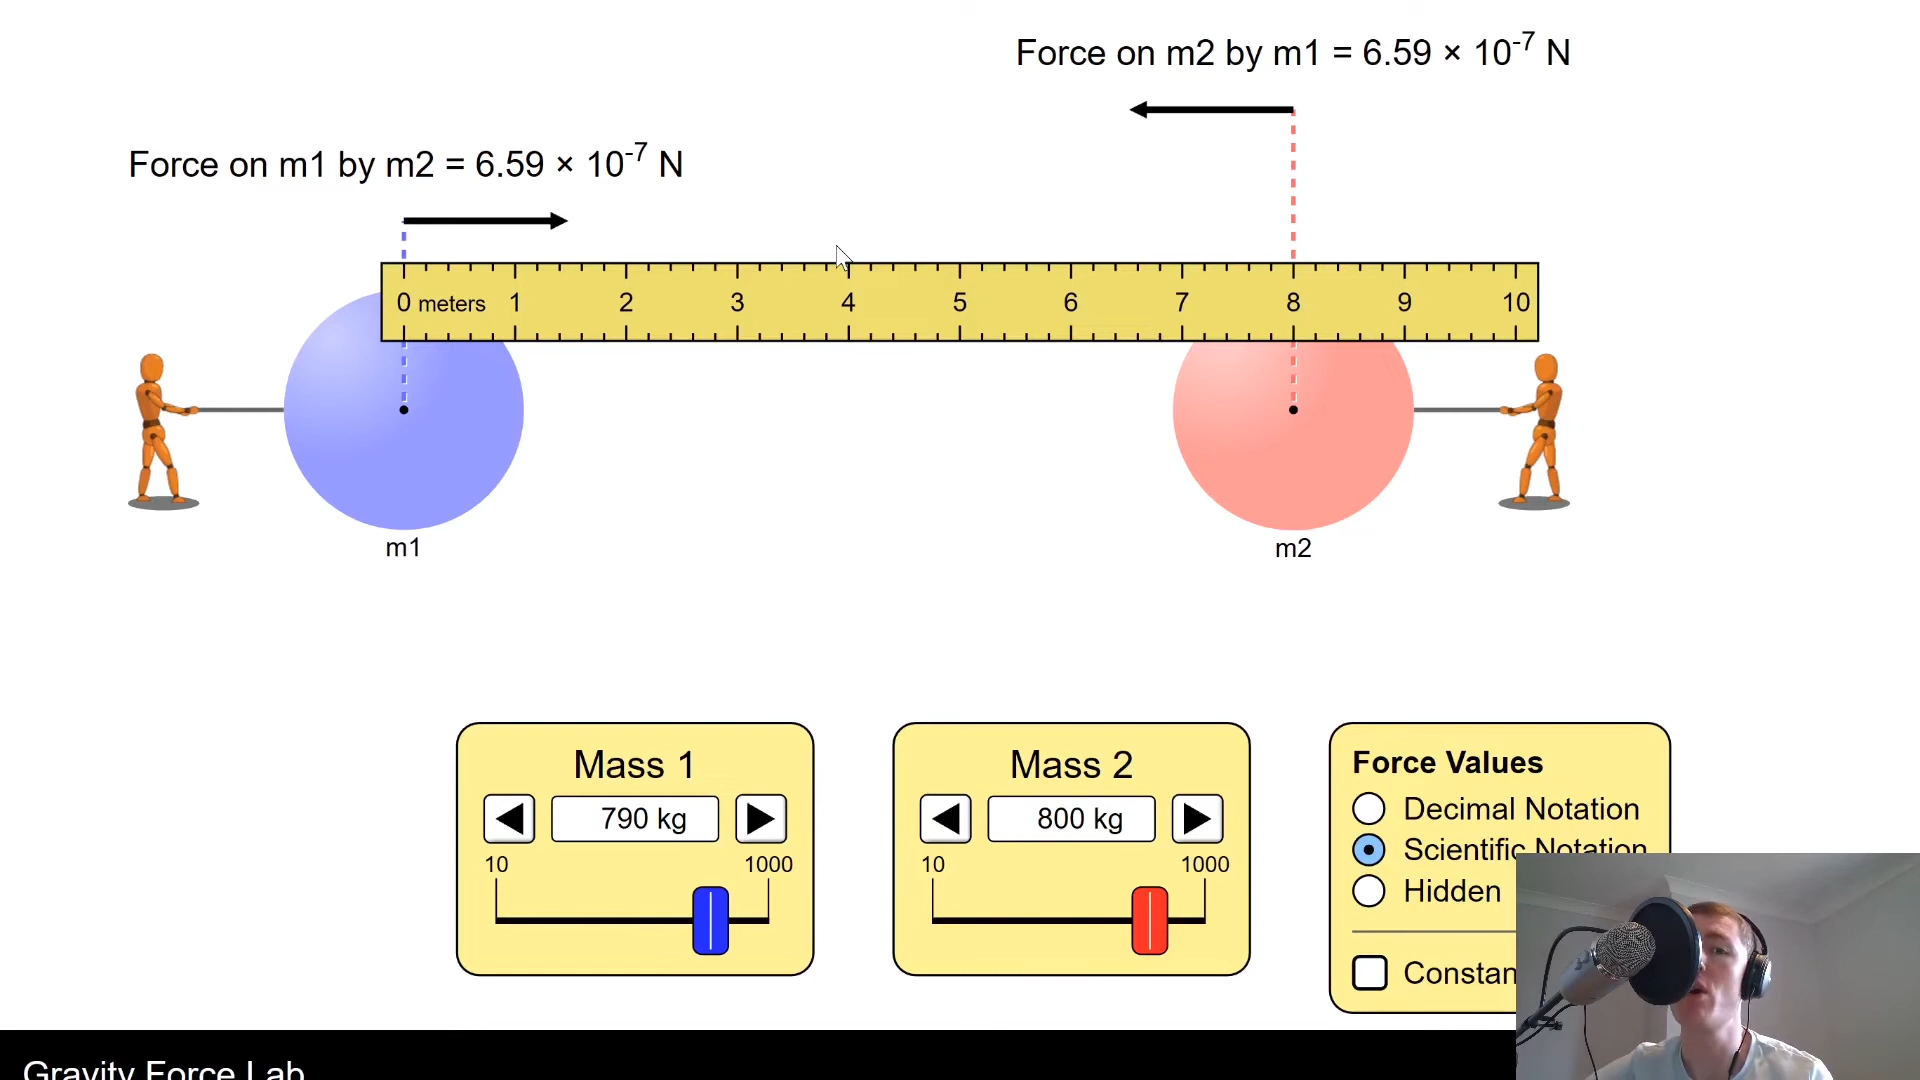 Force on m2 by m1 = 6.59 × 10⁻⁷ N
Force on m1 by m2 = 6.59 × 10⁻⁷ N
0 meters 1 2 3 4 5 6 7 8 9 10
m1
m2
Mass 1
790 kg
10 1000
Mass 2
800 kg
10 1000
Force Values
Decimal Notation
Scientific Notation
Hidden
Constan
Gravity Force Lab